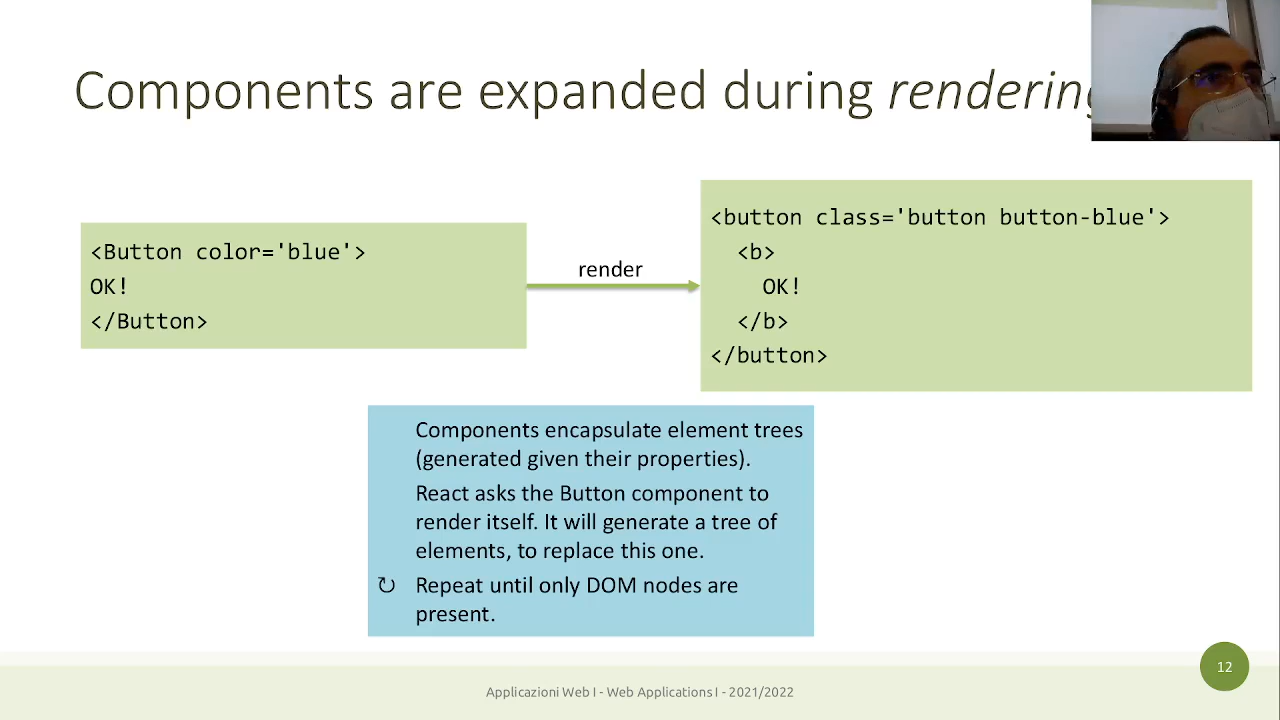 Components are expanded during rendering
<Button color='blue'>
OK!
</Button>
render
<button class='button button-blue'>
<b>
OK!
</b>
</button>
Components encapsulate element trees
(generated given their properties).
React asks the Button component to
render itself. It will generate a tree of
elements, to replace this one.
↻ Repeat until only DOM nodes are
present.
12
Applicazioni Web I - Web Applications I - 2021/2022